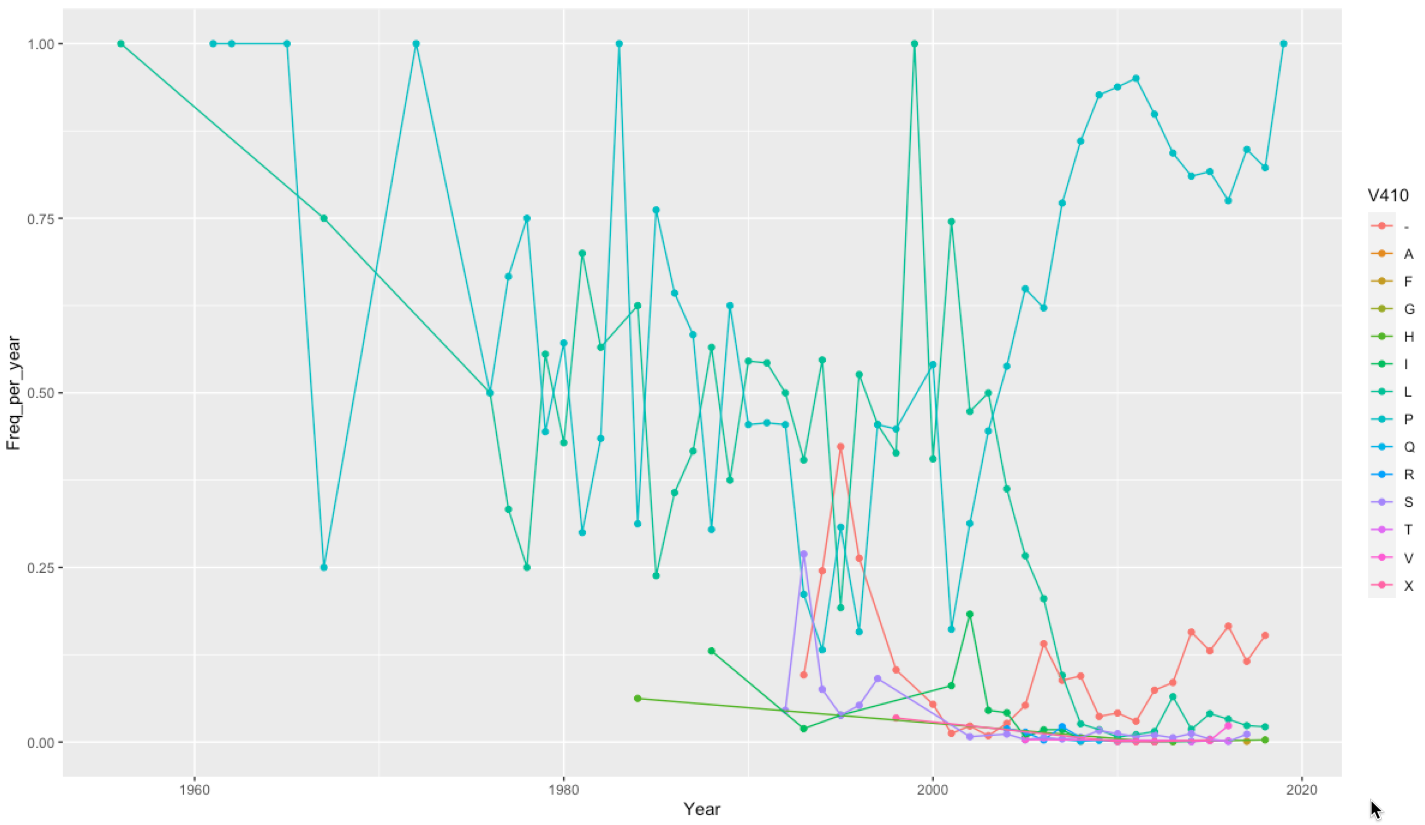 1.00
0.75
0.50
0.25
0.00
Freq_per_year
1960
1980
2000
2020
Year
V410
-
A
F
G
H
I
L
P
Q
R
S
T
V
X